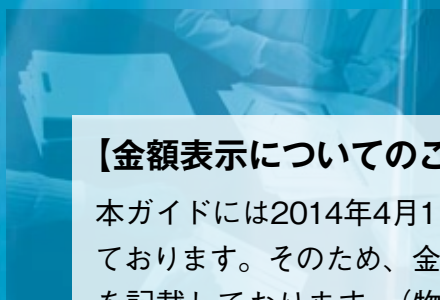 【金額表示についてのご
本ガイドには2014年4月1
ております。そのため、金
を記載しております。（物